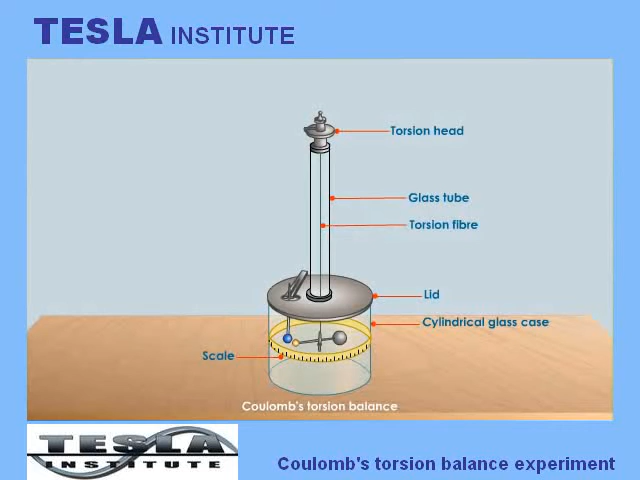 TESLA INSTITUTE
Torsion head
Glass tube
Torsion fibre
Lid
Cylindrical glass case
Scale
Coulomb's torsion balance
TESLA
INSTITUTE
Coulomb's torsion balance experiment